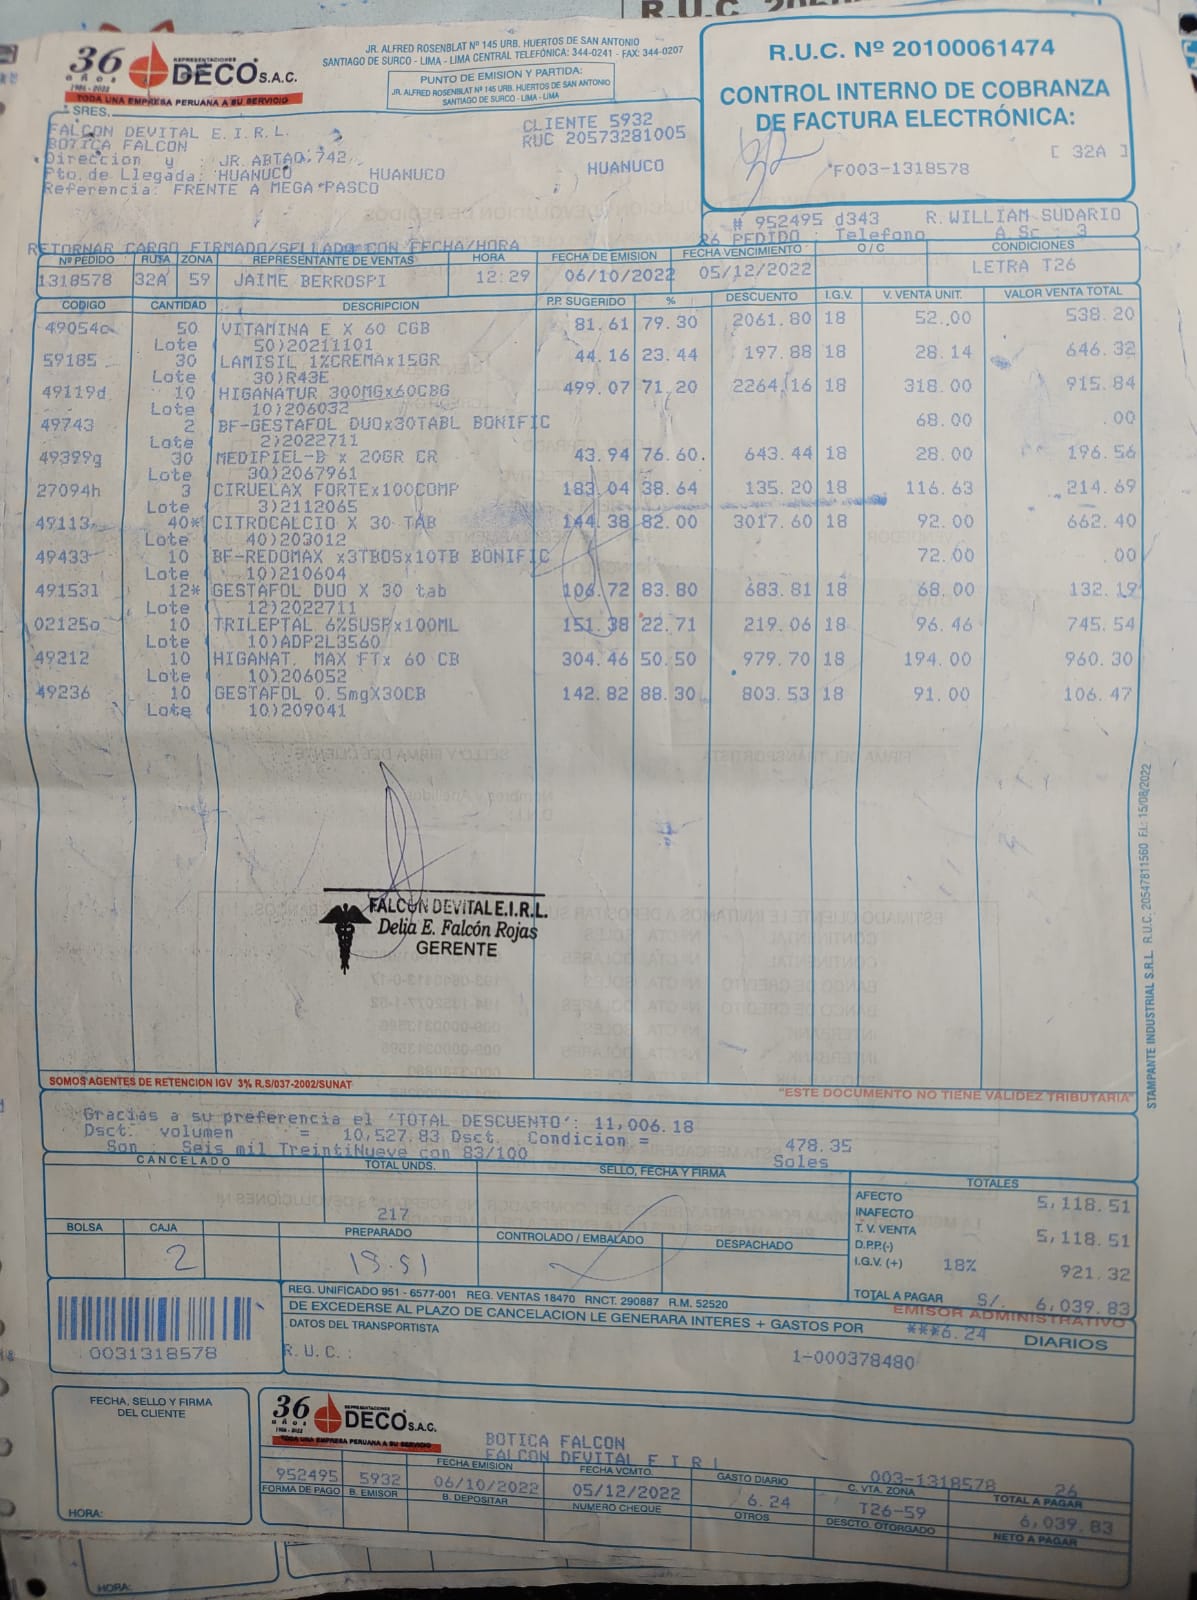 R.U.C. 20
36 años REPRESENTACIONES DECO S.A.C.
1986 - 2022
TODA UNA EMPRESA PERUANA A SU SERVICIO
JR. ALFRED ROSENBLAT Nº 145 URB. HUERTOS DE SAN ANTONIO
SANTIAGO DE SURCO - LIMA - LIMA CENTRAL TELEFÓNICA: 344-0241 - FAX: 344-0207
PUNTO DE EMISION Y PARTIDA:
JR. ALFRED ROSENBLAT Nº 145 URB. HUERTOS DE SAN ANTONIO
SANTIAGO DE SURCO - LIMA - LIMA
R.U.C. Nº 20100061474
CONTROL INTERNO DE COBRANZA
DE FACTURA ELECTRÓNICA:
[ 32A ]
F003-1318578
SRES.
FALCON DEVITAL E.I.R.L. CLIENTE 5932
BOTICA FALCON RUC 20573281005
Direccion y : JR. ABTAO 742
Pto. de Llegada: HUANUCO HUANUCO HUANUCO
Referencia: FRENTE A MEGA PASCO
# 952495 d343 R.WILLIAM SUDARIO
26 PEDIDO : Telefono A.Sc : 3
RETORNAR CARGO FIRMADO/SELLADO CON FECHA/HORA
Nº PEDIDO RUTA ZONA REPRESENTANTE DE VENTAS HORA FECHA DE EMISION FECHA VENCIMIENTO O/C CONDICIONES
1318578 32A 59 JAIME BERROSPI 12:29 06/10/2022 05/12/2022 LETRA T26
CODIGO CANTIDAD DESCRIPCION P.P. SUGERIDO % DESCUENTO I.G.V. V. VENTA UNIT. VALOR VENTA TOTAL
49054c 50 VITAMINA E X 60 CGB 81.61 79.30 2061.80 18 52.00 538.20
Lote 50)20211101
59185 30 LAMISIL 1%CREMAx15GR 44.16 23.44 197.88 18 28.14 646.32
Lote 30)R43E
49119d 10 HIGANATUR 300MGx60CBG 499.07 71.20 2264.16 18 318.00 915.84
Lote 10)206032
49743 2 BF-GESTAFOL DUOx30TABL BONIFIC 68.00 .00
Lote 2)2022711
49399g 30 MEDIPIEL-B x 20GR CR 43.94 76.60 643.44 18 28.00 196.56
Lote 30)2067961
27094h 3 CIRUELAX FORTEx100COMP 183.04 38.64 135.20 18 116.63 214.69
Lote 3)2112065
49113 40* CITROCALCIO X 30 TAB 144.38 82.00 3017.60 18 92.00 662.40
Lote 40)203012
49433 10 BF-REDOMAX x3TBOSx10TB BONIFIC 72.00 .00
Lote 10)210604
491531 12* GESTAFOL DUO X 30 tab 106.72 83.80 683.81 18 68.00 132.19
Lote 12)2022711
02125a 10 TRILEPTAL 6%SUSPx100ML 151.38 22.71 219.06 18 96.46 745.54
Lote 10)ADP2L3560
49212 10 HIGANAT. MAX FTx 60 CB 304.46 50.50 979.70 18 194.00 960.30
Lote 10)206052
49236 10 GESTAFOL 0.5mgX30CB 142.82 88.30 803.53 18 91.00 106.47
Lote 10)209041
FALCON DEVITAL E.I.R.L.
Delia E. Falcón Rojas
GERENTE
STAMPANTE INDUSTRIAL S.R.L. R.U.C. 20547811560 F.I.: 15/08/2022
SOMOS AGENTES DE RETENCION IGV 3% R.S/037-2002/SUNAT
"ESTE DOCUMENTO NO TIENE VALIDEZ TRIBUTARIA"
Gracias a su preferencia el 'TOTAL DESCUENTO': 11,006.18
Dsct. volumen = 10,527.83 Dsct. Condicion = 478.35
Son : Seis mil TreintiNueve con 83/100 Soles
CANCELADO TOTAL UNDS. SELLO, FECHA Y FIRMA TOTALES
217
AFECTO 5,118.51
INAFECTO
T. V. VENTA 5,118.51
D.P.P.(-)
I.G.V. (+) 18% 921.32
TOTAL A PAGAR S/. 6,039.83
BOLSA CAJA PREPARADO CONTROLADO / EMBALADO DESPACHADO
2 15.51
REG. UNIFICADO 951 - 6577-001 REG. VENTAS 18470 RNCT. 290887 R.M. 52520
EMISOR ADMINISTRATIVO
DE EXCEDERSE AL PLAZO DE CANCELACION LE GENERARA INTERES + GASTOS POR ***6.24 DIARIOS
DATOS DEL TRANSPORTISTA
R.U.C.: 1-000378480
0031318578
FECHA, SELLO Y FIRMA
DEL CLIENTE
HORA:
36 años REPRESENTACIONES DECO S.A.C.
1986 - 2022
TODA UNA EMPRESA PERUANA A SU SERVICIO
BOTICA FALCON
FALCON DEVITAL E I R L
003-1318578 26
FECHA EMISION FECHA VCMTO. GASTO DIARIO C. VTA. ZONA TOTAL A PAGAR
952495 5932 06/10/2022 05/12/2022 6.24 T26-59 6,039.83
FORMA DE PAGO B. EMISOR B. DEPOSITAR NUMERO CHEQUE OTROS DESCTO. OTORGADO NETO A PAGAR
HORA: